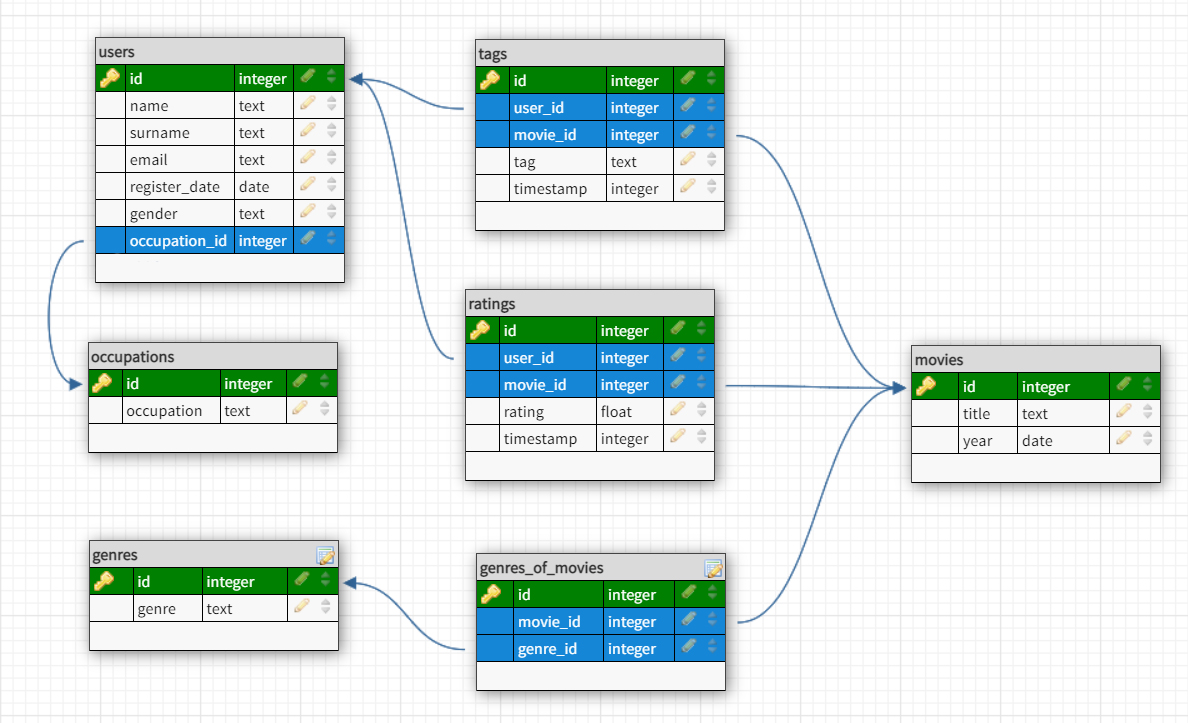 users
id integer
name text
surname text
email text
register_date date
gender text
occupation_id integer
tags
id integer
user_id integer
movie_id integer
tag text
timestamp integer
ratings
id integer
user_id integer
movie_id integer
rating float
timestamp integer
occupations
id integer
occupation text
movies
id integer
title text
year date
genres
id integer
genre text
genres_of_movies
id integer
movie_id integer
genre_id integer